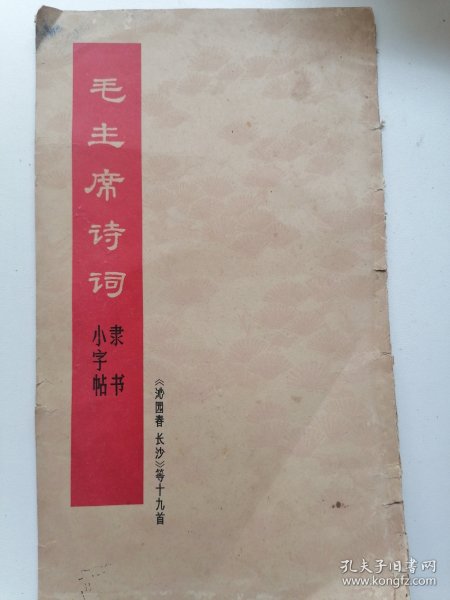 毛主席诗词
隶书
小字帖
《沁园春 长沙》等十九首
孔夫子旧书网
www.kongfz.com